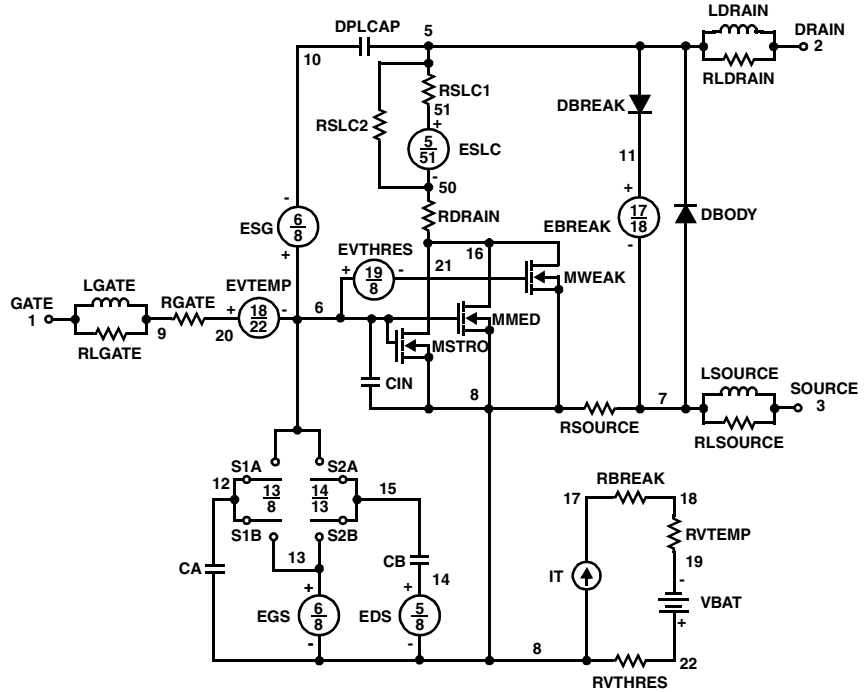 LDRAIN
DPLCAP 5 DRAIN
10 2
RLDRAIN
RSLC1
51
DBREAK
RSLC2
+
5
51
ESLC
11
-
50
-
+
17
18
6
8
ESG
RDRAIN
EBREAK
DBODY
+
-
EVTHRES
16
21
+
19
8
-
MWEAK
LGATE
EVTEMP
GATE
1
RGATE
+
18
22
-
6
MMED
9
20
MSTRO
RLGATE
LSOURCE
CIN
8
7
SOURCE
3
RSOURCE
RLSOURCE
S1A
S2A
12
13
8
14
13
15
RBREAK
17
18
S1B
S2B
RVTEMP
13
CB
19
CA
14
IT
-
VBAT
+
+
+
EGS
6
8
EDS
5
8
-
-
8
22
RVTHRES